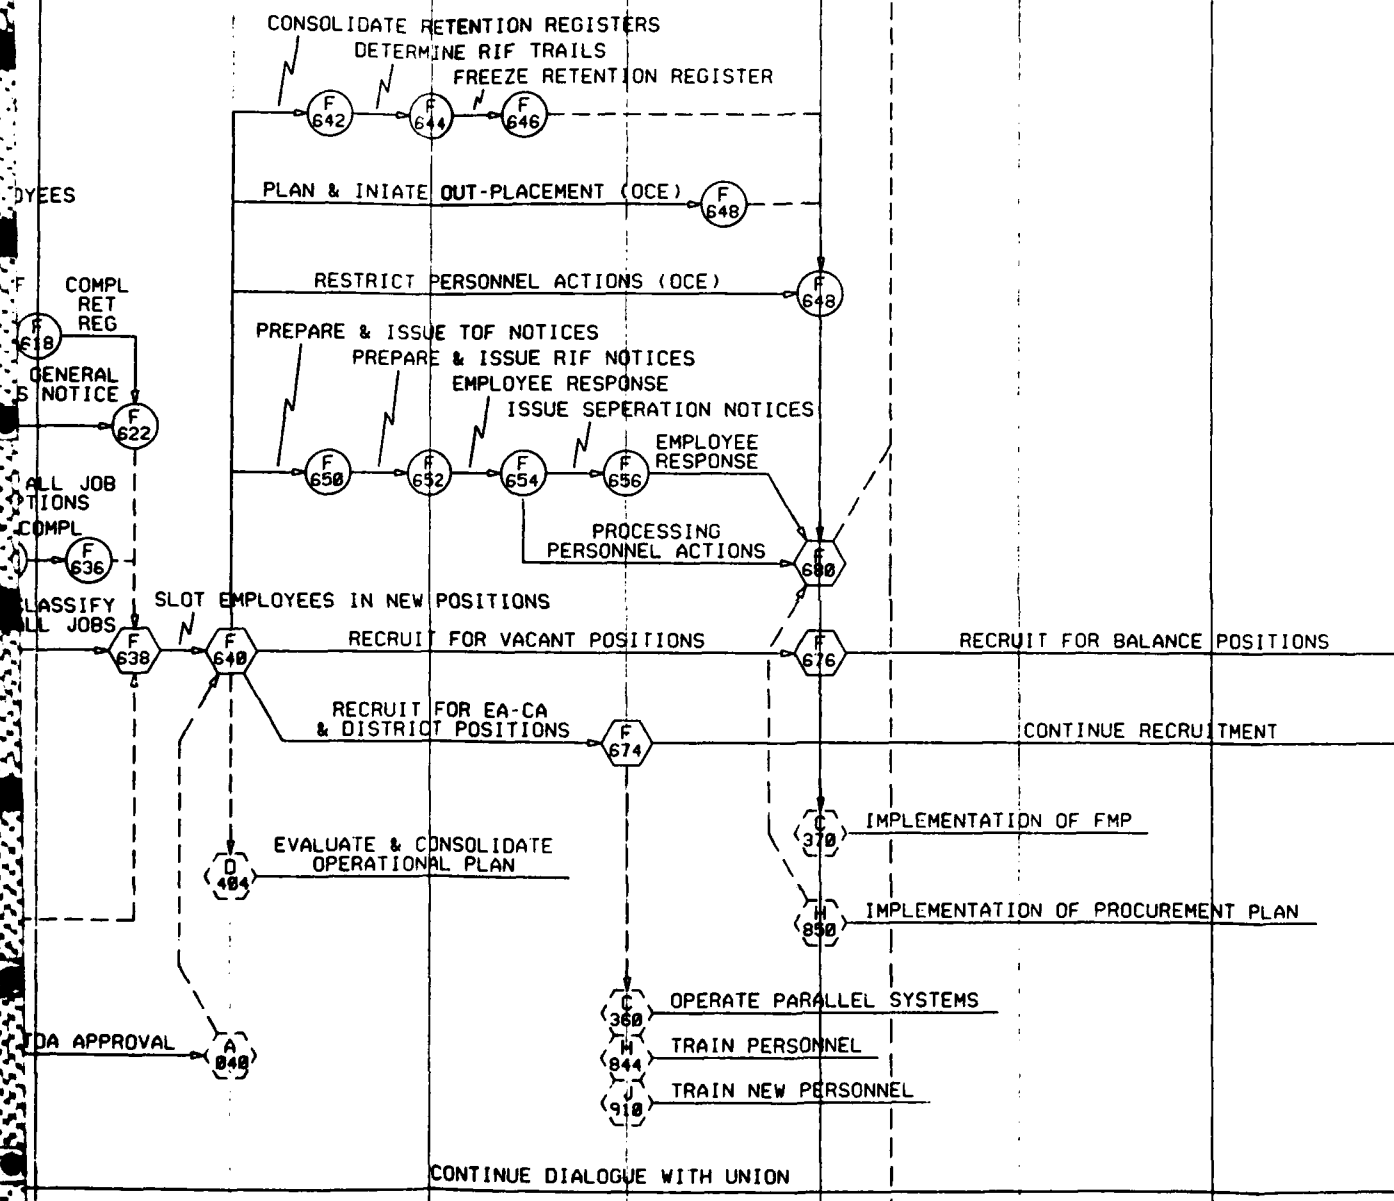 CONSOLIDATE RETENTION REGISTERS
DETERMINE RIF TRAILS
FREEZE RETENTION REGISTER
F
642
F
644
F
646
PLAN & INIATE OUT-PLACEMENT (OCE)
F
648
OYEES
RESTRICT PERSONNEL ACTIONS (OCE)
F
648
F
COMPL
RET
REG
F
618
PREPARE & ISSUE TOF NOTICES
PREPARE & ISSUE RIF NOTICES
EMPLOYEE RESPONSE
ISSUE SEPERATION NOTICES
GENERAL
S NOTICE
F
622
EMPLOYEE
RESPONSE
F
650
F
652
F
654
F
656
ALL JOB
TIONS
COMPL
F
636
PROCESSING
PERSONNEL ACTIONS
F
680
LASSIFY
LL JOBS
SLOT EMPLOYEES IN NEW POSITIONS
F
638
F
640
RECRUIT FOR VACANT POSITIONS
F
676
RECRUIT FOR BALANCE POSITIONS
RECRUIT FOR EA-CA
& DISTRICT POSITIONS
F
674
CONTINUE RECRUITMENT
C
370
IMPLEMENTATION OF FMP
D
404
EVALUATE & CONSOLIDATE
OPERATIONAL PLAN
H
850
IMPLEMENTATION OF PROCUREMENT PLAN
C
360
OPERATE PARALLEL SYSTEMS
TDA APPROVAL
A
040
H
844
TRAIN PERSONNEL
J
910
TRAIN NEW PERSONNEL
CONTINUE DIALOGUE WITH UNION